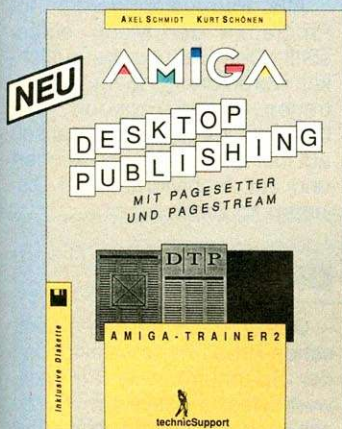 AXEL SCHMIDT KURT SCHÖNEN
AMIGA
NEU
DESKTOP
PUBLISHING
MIT PAGESETTER
UND PAGESTREAM
DTP
AMIGA-TRAINER 2
Inklusive Diskette
technicSupport